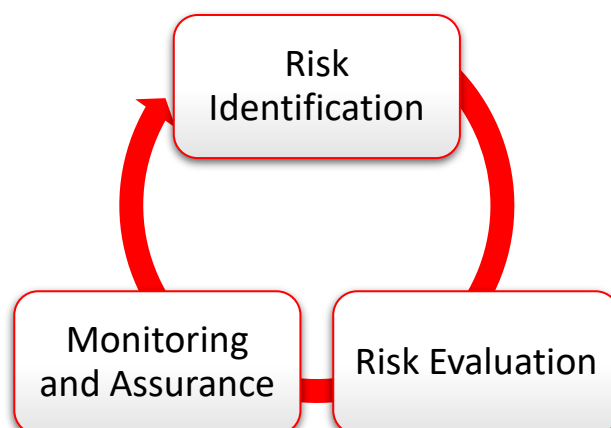 Risk
Identification
Risk Evaluation
Monitoring
and Assurance